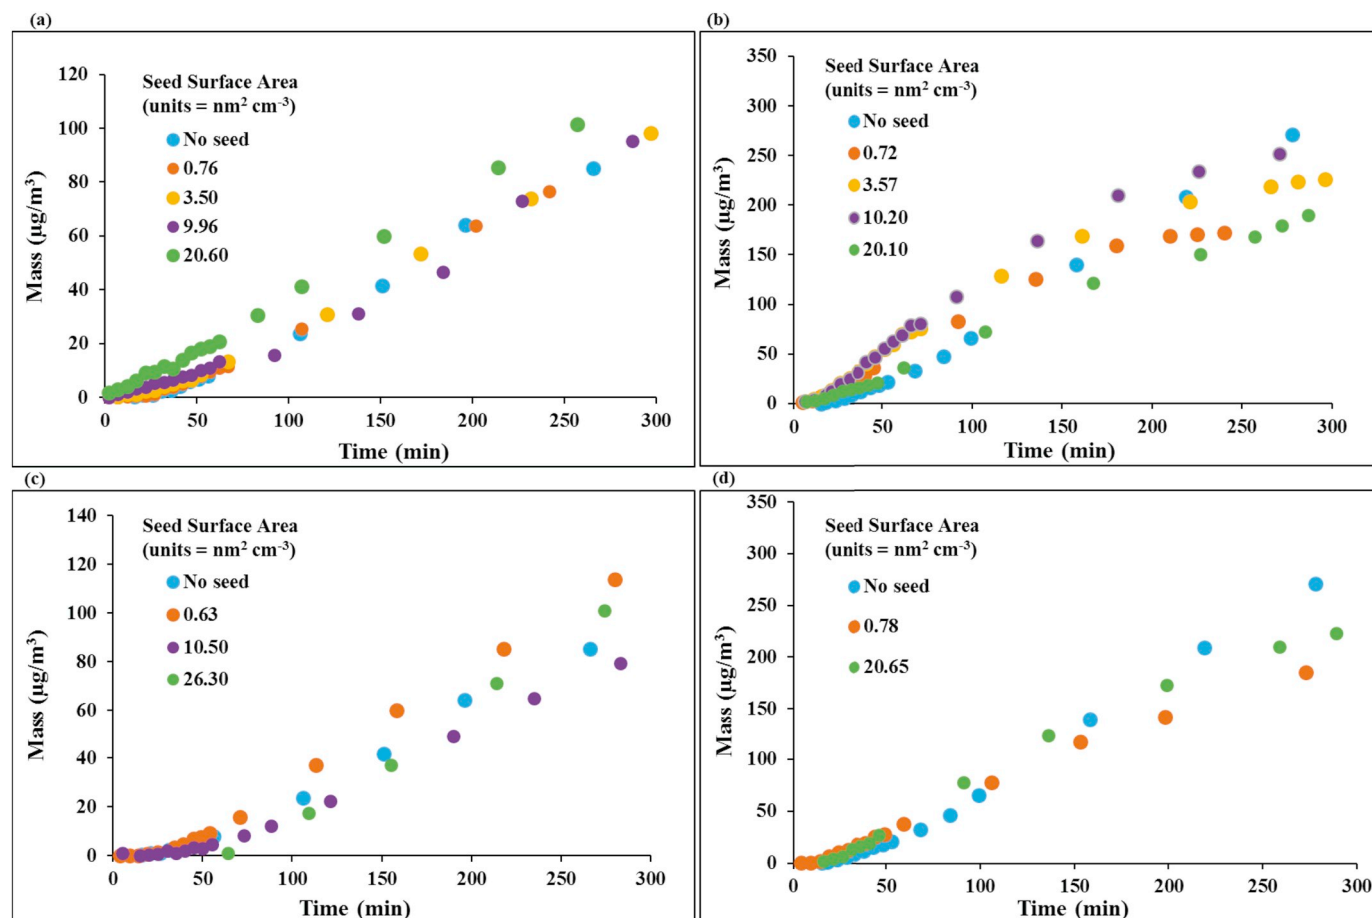 (a)
Seed Surface Area
(units = nm² cm⁻³)
No seed
0.76
3.50
9.96
20.60
Mass (µg/m³)
120
100
80
60
40
20
0
0 50 100 150 200 250 300
Time (min)
(b)
Seed Surface Area
(units = nm² cm⁻³)
No seed
0.72
3.57
10.20
20.10
Mass (µg/m³)
350
300
250
200
150
100
50
0
0 50 100 150 200 250 300
Time (min)
(c)
Seed Surface Area
(units = nm² cm⁻³)
No seed
0.63
10.50
26.30
Mass (µg/m³)
140
120
100
80
60
40
20
0
0 50 100 150 200 250 300
Time (min)
(d)
Seed Surface Area
(units = nm² cm⁻³)
No seed
0.78
20.65
Mass (µg/m³)
350
300
250
200
150
100
50
0
0 50 100 150 200 250 300
Time (min)